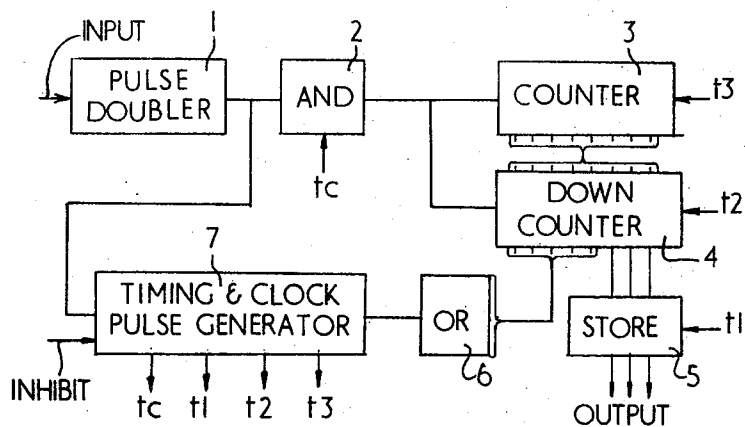 INPUT
1
PULSE
DOUBLER
2
AND
tc
3
COUNTER
t3
DOWN
COUNTER
t2
4
7
TIMING & CLOCK
PULSE GENERATOR
INHIBIT
tc t1 t2 t3
OR
6
STORE
t1
5
OUTPUT